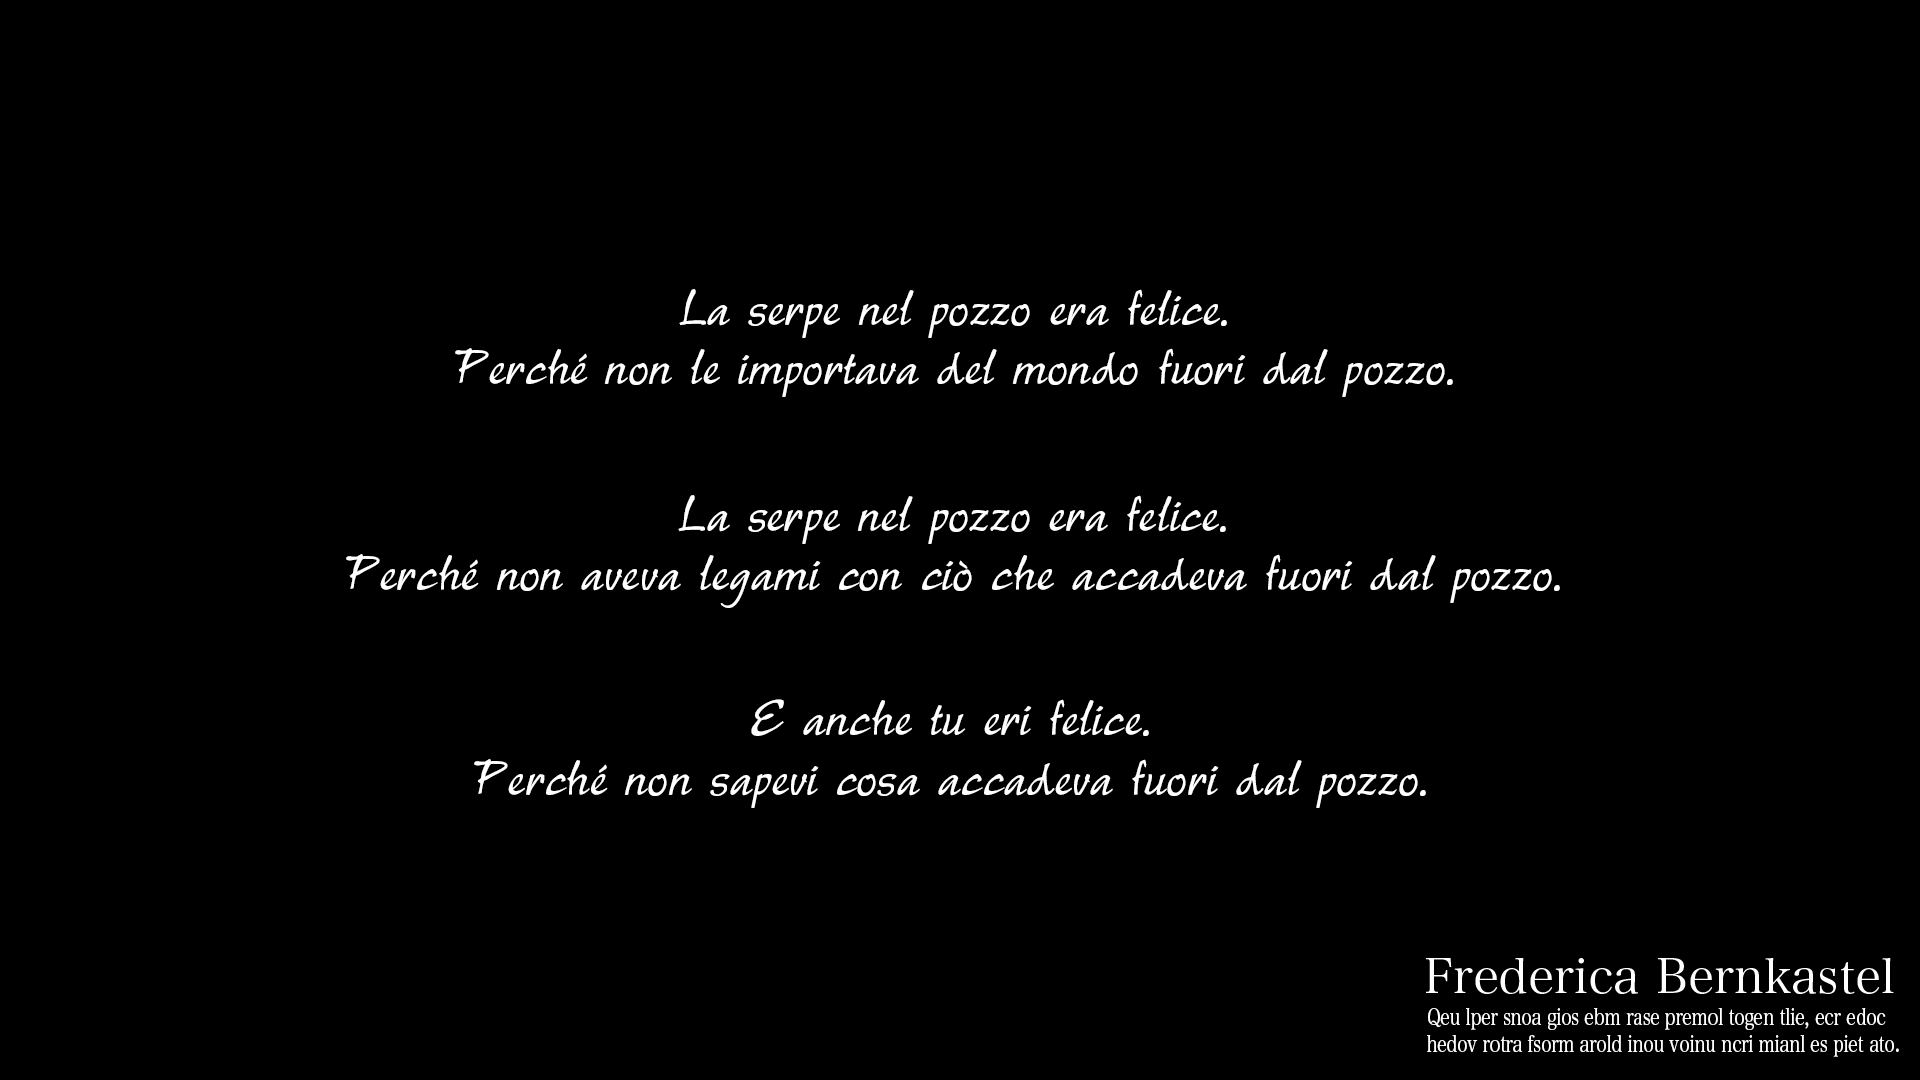 La serpe nel pozzo era felice.
Perché non le importava del mondo fuori dal pozzo.
La serpe nel pozzo era felice.
Perché non aveva legami con ciò che accadeva fuori dal pozzo.
E anche tu eri felice.
Perché non sapevi cosa accadeva fuori dal pozzo.
Frederica Bernkastel
Qeu lper snoa gios ebm rase premol togen tlie, ecr edoc
hedov rotra fsorm arold inou voinu ncri mianl es piet ato.